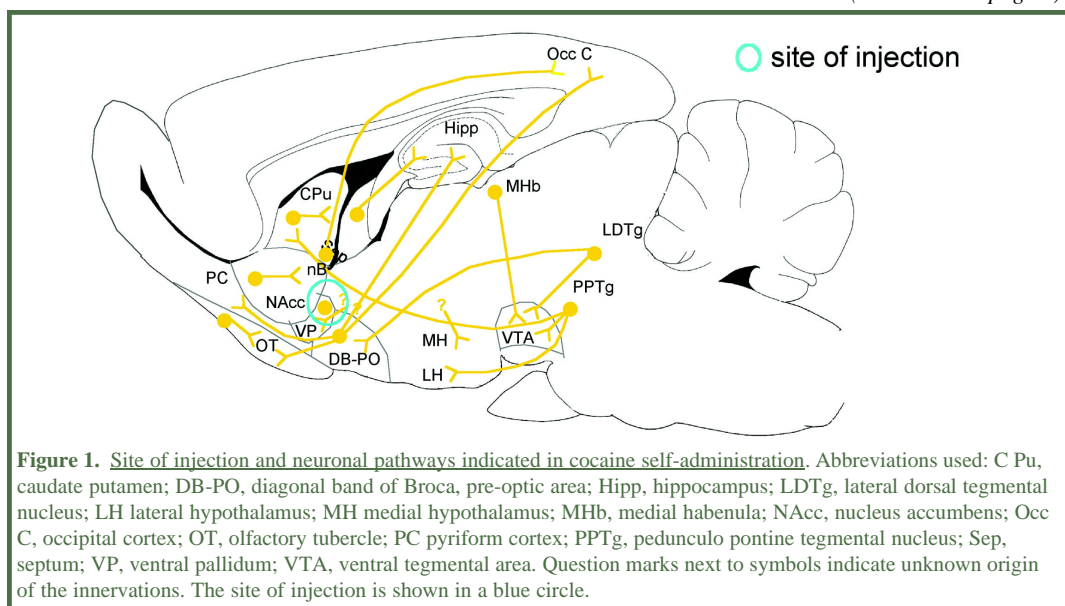 Occ C
site of injection
Hipp
CPu
MHb
LDTg
PC
nB
PPTg
NAcc
?
?
?
VP
MH
VTA
OT
DB-PO
LH
Figure 1. Site of injection and neuronal pathways indicated in cocaine self-administration. Abbreviations used: C Pu,
caudate putamen; DB-PO, diagonal band of Broca, pre-optic area; Hipp, hippocampus; LDTg, lateral dorsal tegmental
nucleus; LH lateral hypothalamus; MH medial hypothalamus; MHb, medial habenula; NAcc, nucleus accumbens; Occ
C, occipital cortex; OT, olfactory tubercle; PC pyriform cortex; PPTg, pedunculo pontine tegmental nucleus; Sep,
septum; VP, ventral pallidum; VTA, ventral tegmental area. Question marks next to symbols indicate unknown origin
of the innervations. The site of injection is shown in a blue circle.